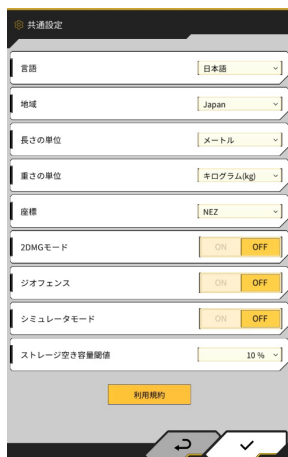 共通設定
言語 日本語
地域 Japan
長さの単位 メートル
重さの単位 キログラム(kg)
座標 NEZ
2DMGモード ON OFF
ジオフェンス ON OFF
シミュレータモード ON OFF
ストレージ空き容量閾値 10 %
利用規約